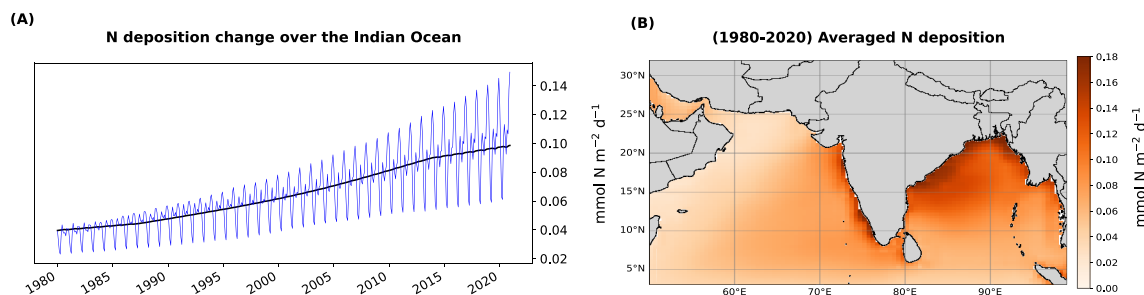 (A)
N deposition change over the Indian Ocean
0.14
0.12
0.10
0.08
0.06
0.04
0.02
mmol N m⁻² d⁻¹
1980
1985
1990
1995
2000
2005
2010
2015
2020
(B)
(1980-2020) Averaged N deposition
30°N
25°N
20°N
15°N
10°N
5°N
60°E
70°E
80°E
90°E
0.18
0.16
0.14
0.12
0.10
0.08
0.06
0.04
0.02
0.00
mmol N m⁻² d⁻¹